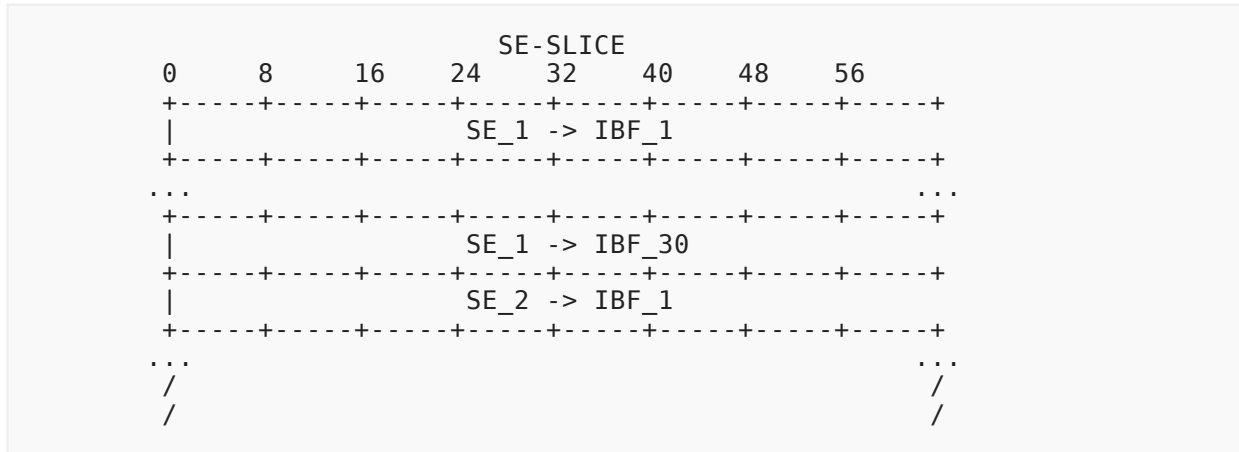 SE-SLICE
0     8     16    24    32    40    48    56
+-----+-----+-----+-----+-----+-----+-----+-----+
|                  SE_1 -> IBF_1
+-----+-----+-----+-----+-----+-----+-----+-----+
...                                             ...
+-----+-----+-----+-----+-----+-----+-----+-----+
|                  SE_1 -> IBF_30
+-----+-----+-----+-----+-----+-----+-----+-----+
|                  SE_2 -> IBF_1
+-----+-----+-----+-----+-----+-----+-----+-----+
...                                             ...
/                                               /
/                                               /